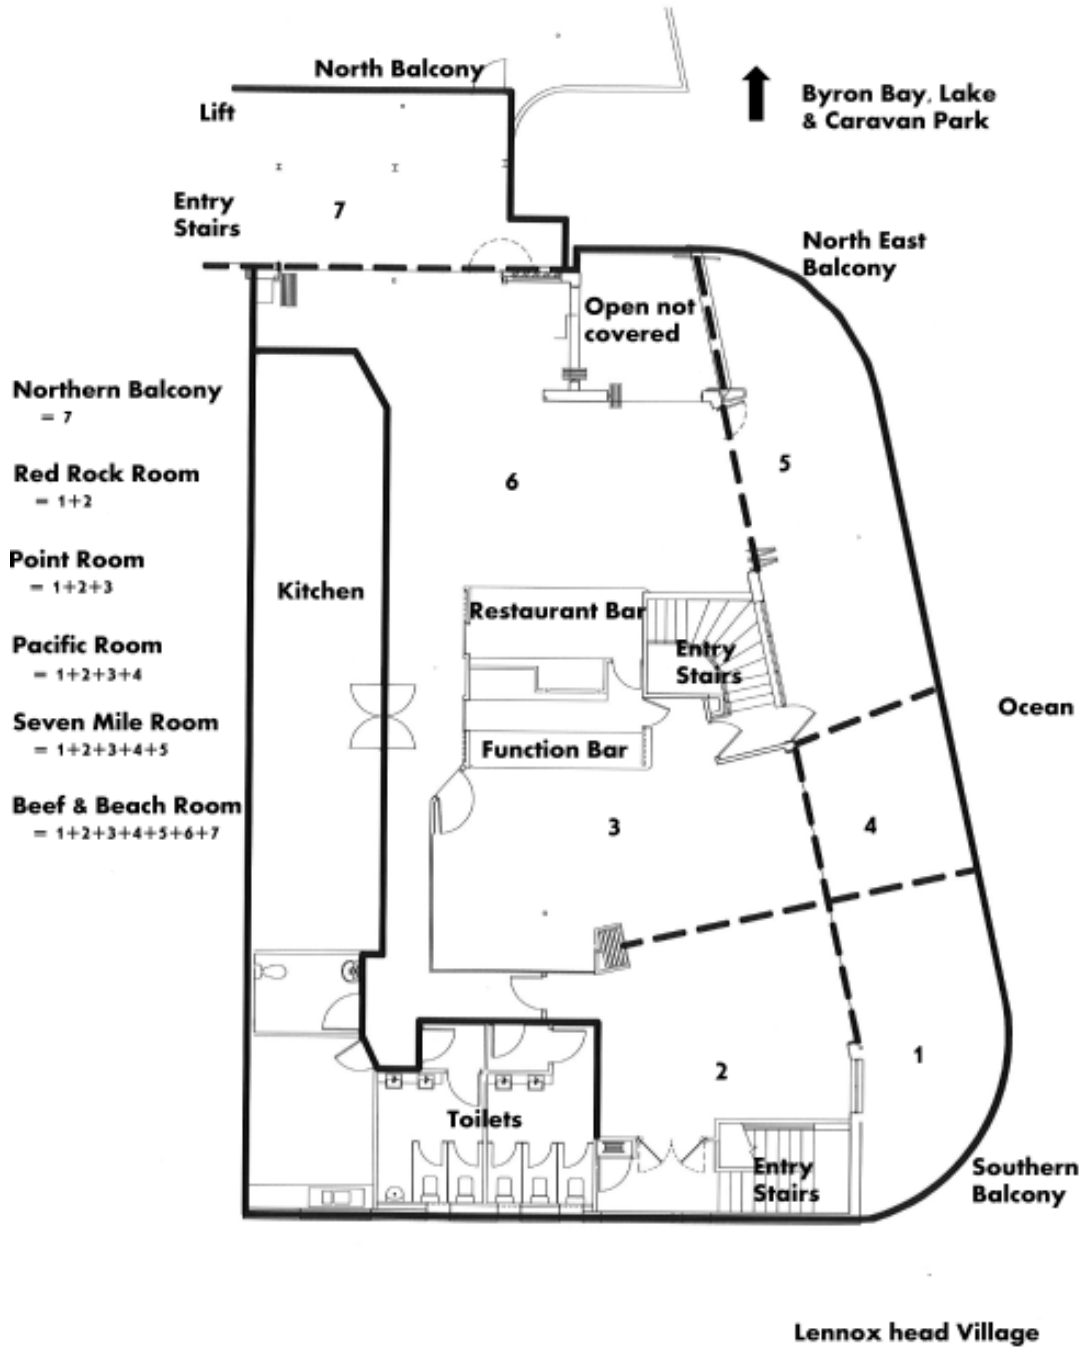 North Balcony
Lift
Byron Bay, Lake
& Caravan Park
Entry
Stairs
7
North East
Balcony
Open not
covered
Northern Balcony
= 7
Red Rock Room
= 1+2
Point Room
= 1+2+3
Pacific Room
= 1+2+3+4
Seven Mile Room
= 1+2+3+4+5
Beef & Beach Room
= 1+2+3+4+5+6+7
5
6
Kitchen
Restaurant Bar
Entry
Stairs
Ocean
Function Bar
3
4
2
1
Toilets
Entry
Stairs
Southern
Balcony
Lennox head Village